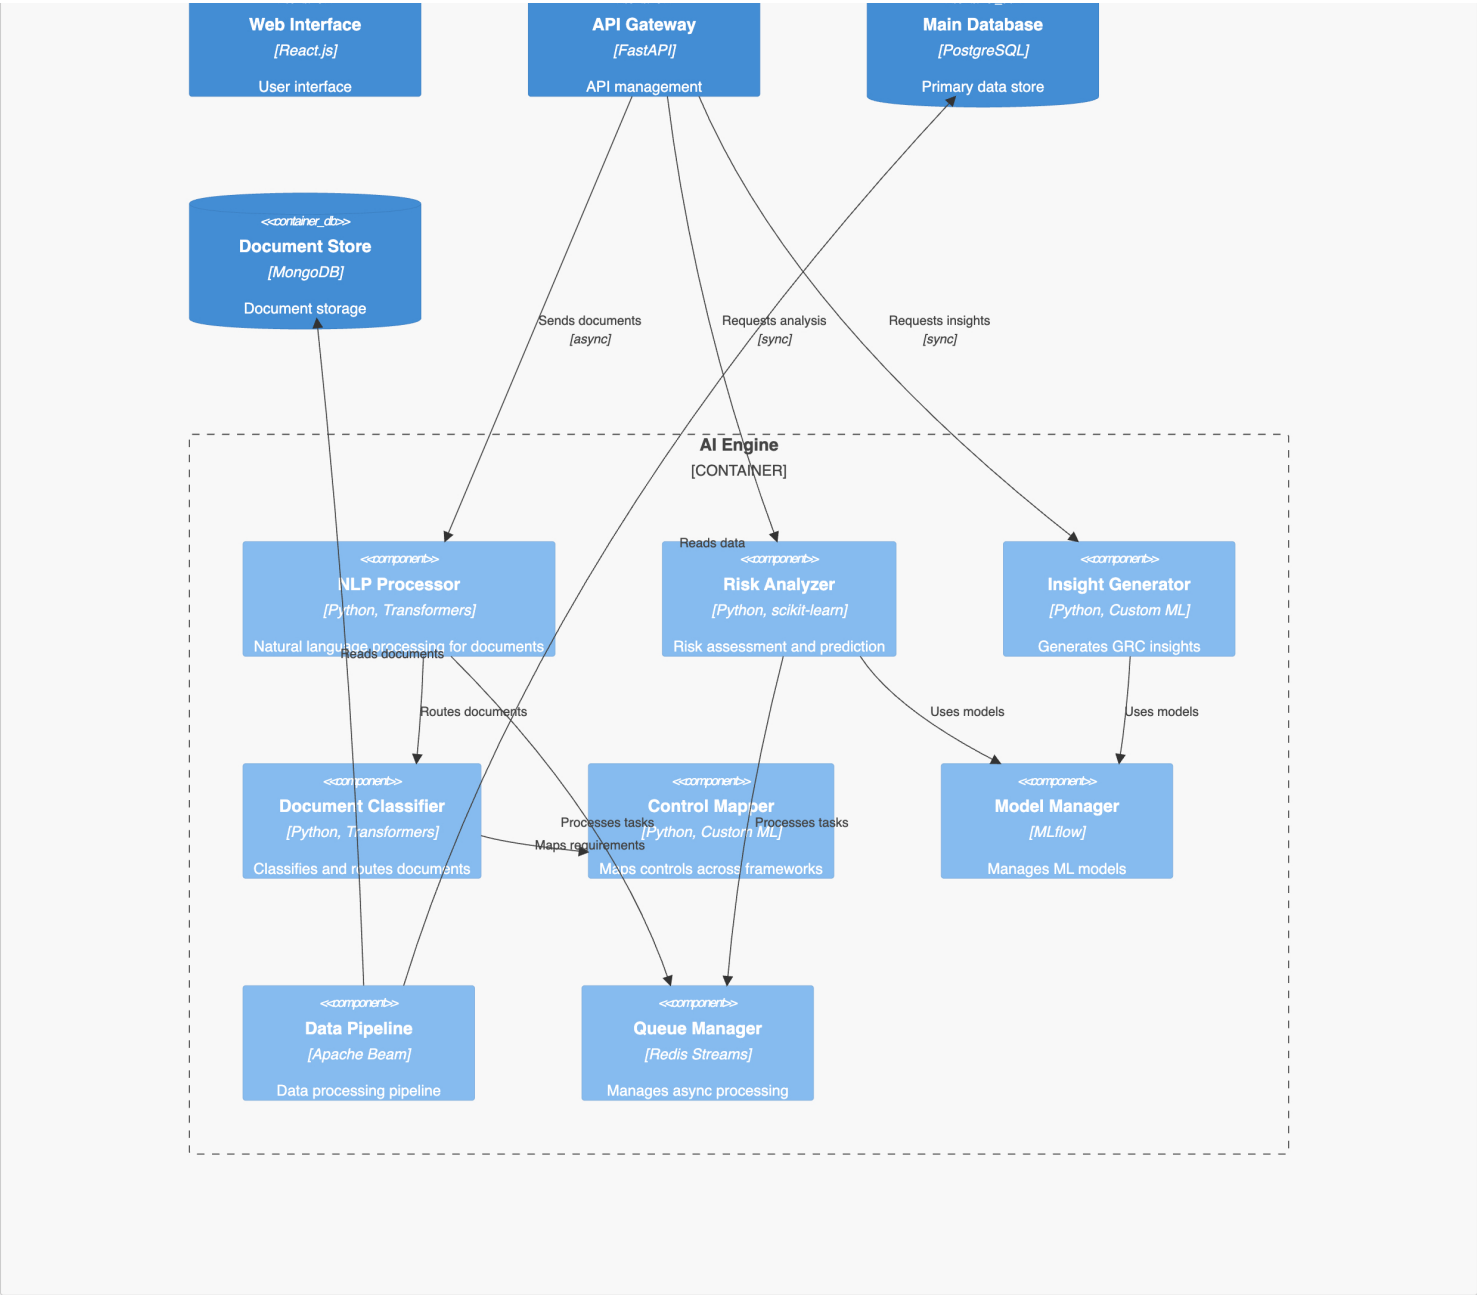 Web Interface
[React.js]
User interface
API Gateway
[FastAPI]
API management
Main Database
[PostgreSQL]
Primary data store
<<container_db>>
Document Store
[MongoDB]
Document storage
Sends documents
[async]
Requests analysis
[sync]
Requests insights
[sync]
AI Engine
[CONTAINER]
Reads data
<<component>>
NLP Processor
[Python, Transformers]
Natural language processing for documents
<<component>>
Risk Analyzer
[Python, scikit-learn]
Risk assessment and prediction
<<component>>
Insight Generator
[Python, Custom ML]
Generates GRC insights
Reads documents
Routes documents
Uses models
Uses models
<<component>>
Document Classifier
[Python, Transformers]
Classifies and routes documents
<<component>>
Control Mapper
[Python, Custom ML]
Maps controls across frameworks
Processes tasks
Processes tasks
Maps requirements
<<component>>
Model Manager
[MLflow]
Manages ML models
<<component>>
Data Pipeline
[Apache Beam]
Data processing pipeline
<<component>>
Queue Manager
[Redis Streams]
Manages async processing